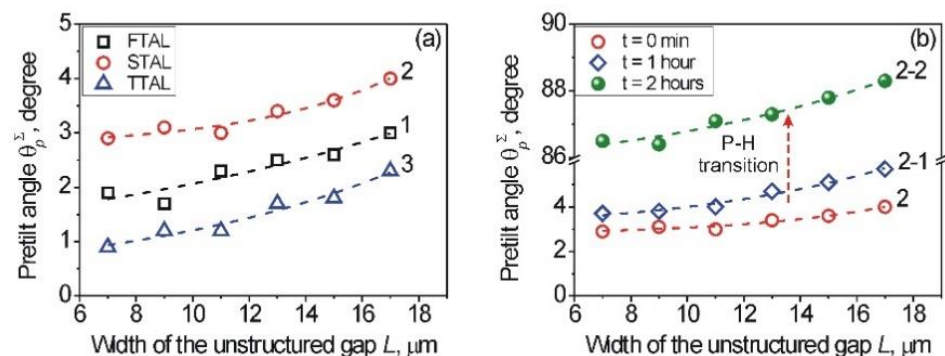 5
4
3
2
1
0
Pretilt angle θ_p^Σ, degree
FTAL
STAL
TTAL
(a)
2
1
3
6 8 10 12 14 16 18
Width of the unstructured gap L, μm
90
88
86
4
2
0
Pretilt angle θ_p^Σ, degree
t = 0 min
t = 1 hour
t = 2 hours
(b)
2-2
P-H
transition
2-1
2
6 8 10 12 14 16 18
Width of the unstructured gap L, μm